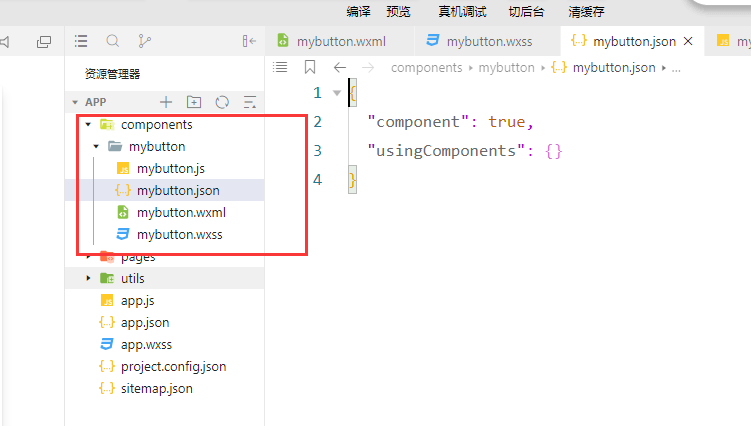 编译 预览 真机调试 切后台 清缓存
mybutton.wxml mybutton.wxss mybutton.json my
资源管理器
components mybutton mybutton.json ...
APP
components
mybutton
mybutton.js
mybutton.json
mybutton.wxml
mybutton.wxss
pages
utils
app.js
app.json
app.wxss
project.config.json
sitemap.json
1 {
2 "component": true,
3 "usingComponents": {}
4 }